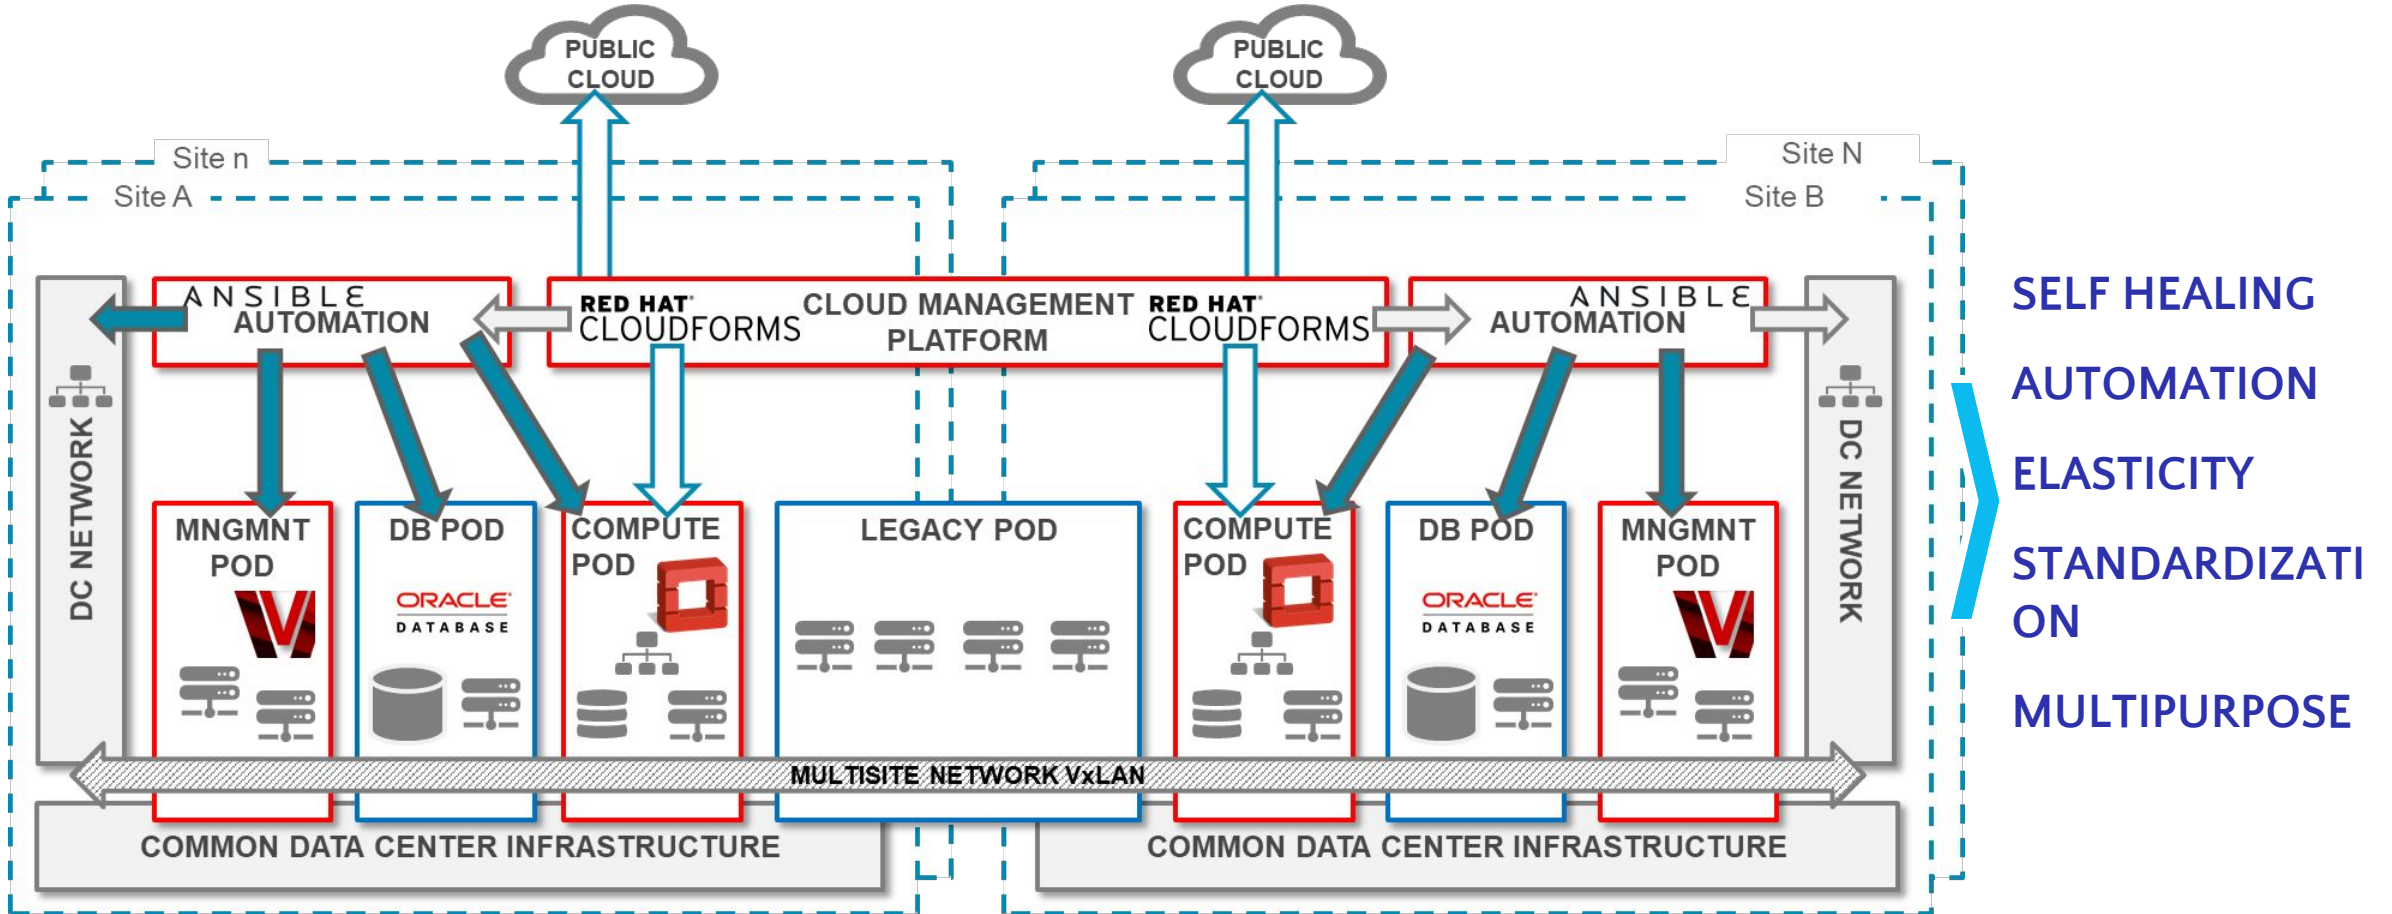 PUBLIC
CLOUD
PUBLIC
CLOUD
Site n
Site N
Site A
Site B
ANSIBLE
AUTOMATION
RED HAT
CLOUDFORMS
CLOUD MANAGEMENT
PLATFORM
RED HAT
CLOUDFORMS
ANSIBLE
AUTOMATION
DC NETWORK
MNGMNT
POD
DB POD
ORACLE
DATABASE
COMPUTE
POD
LEGACY POD
COMPUTE
POD
DB POD
ORACLE
DATABASE
MNGMNT
POD
DC NETWORK
MULTISITE NETWORK VxLAN
COMMON DATA CENTER INFRASTRUCTURE
COMMON DATA CENTER INFRASTRUCTURE
SELF HEALING
AUTOMATION
ELASTICITY
STANDARDIZATI
ON
MULTIPURPOSE